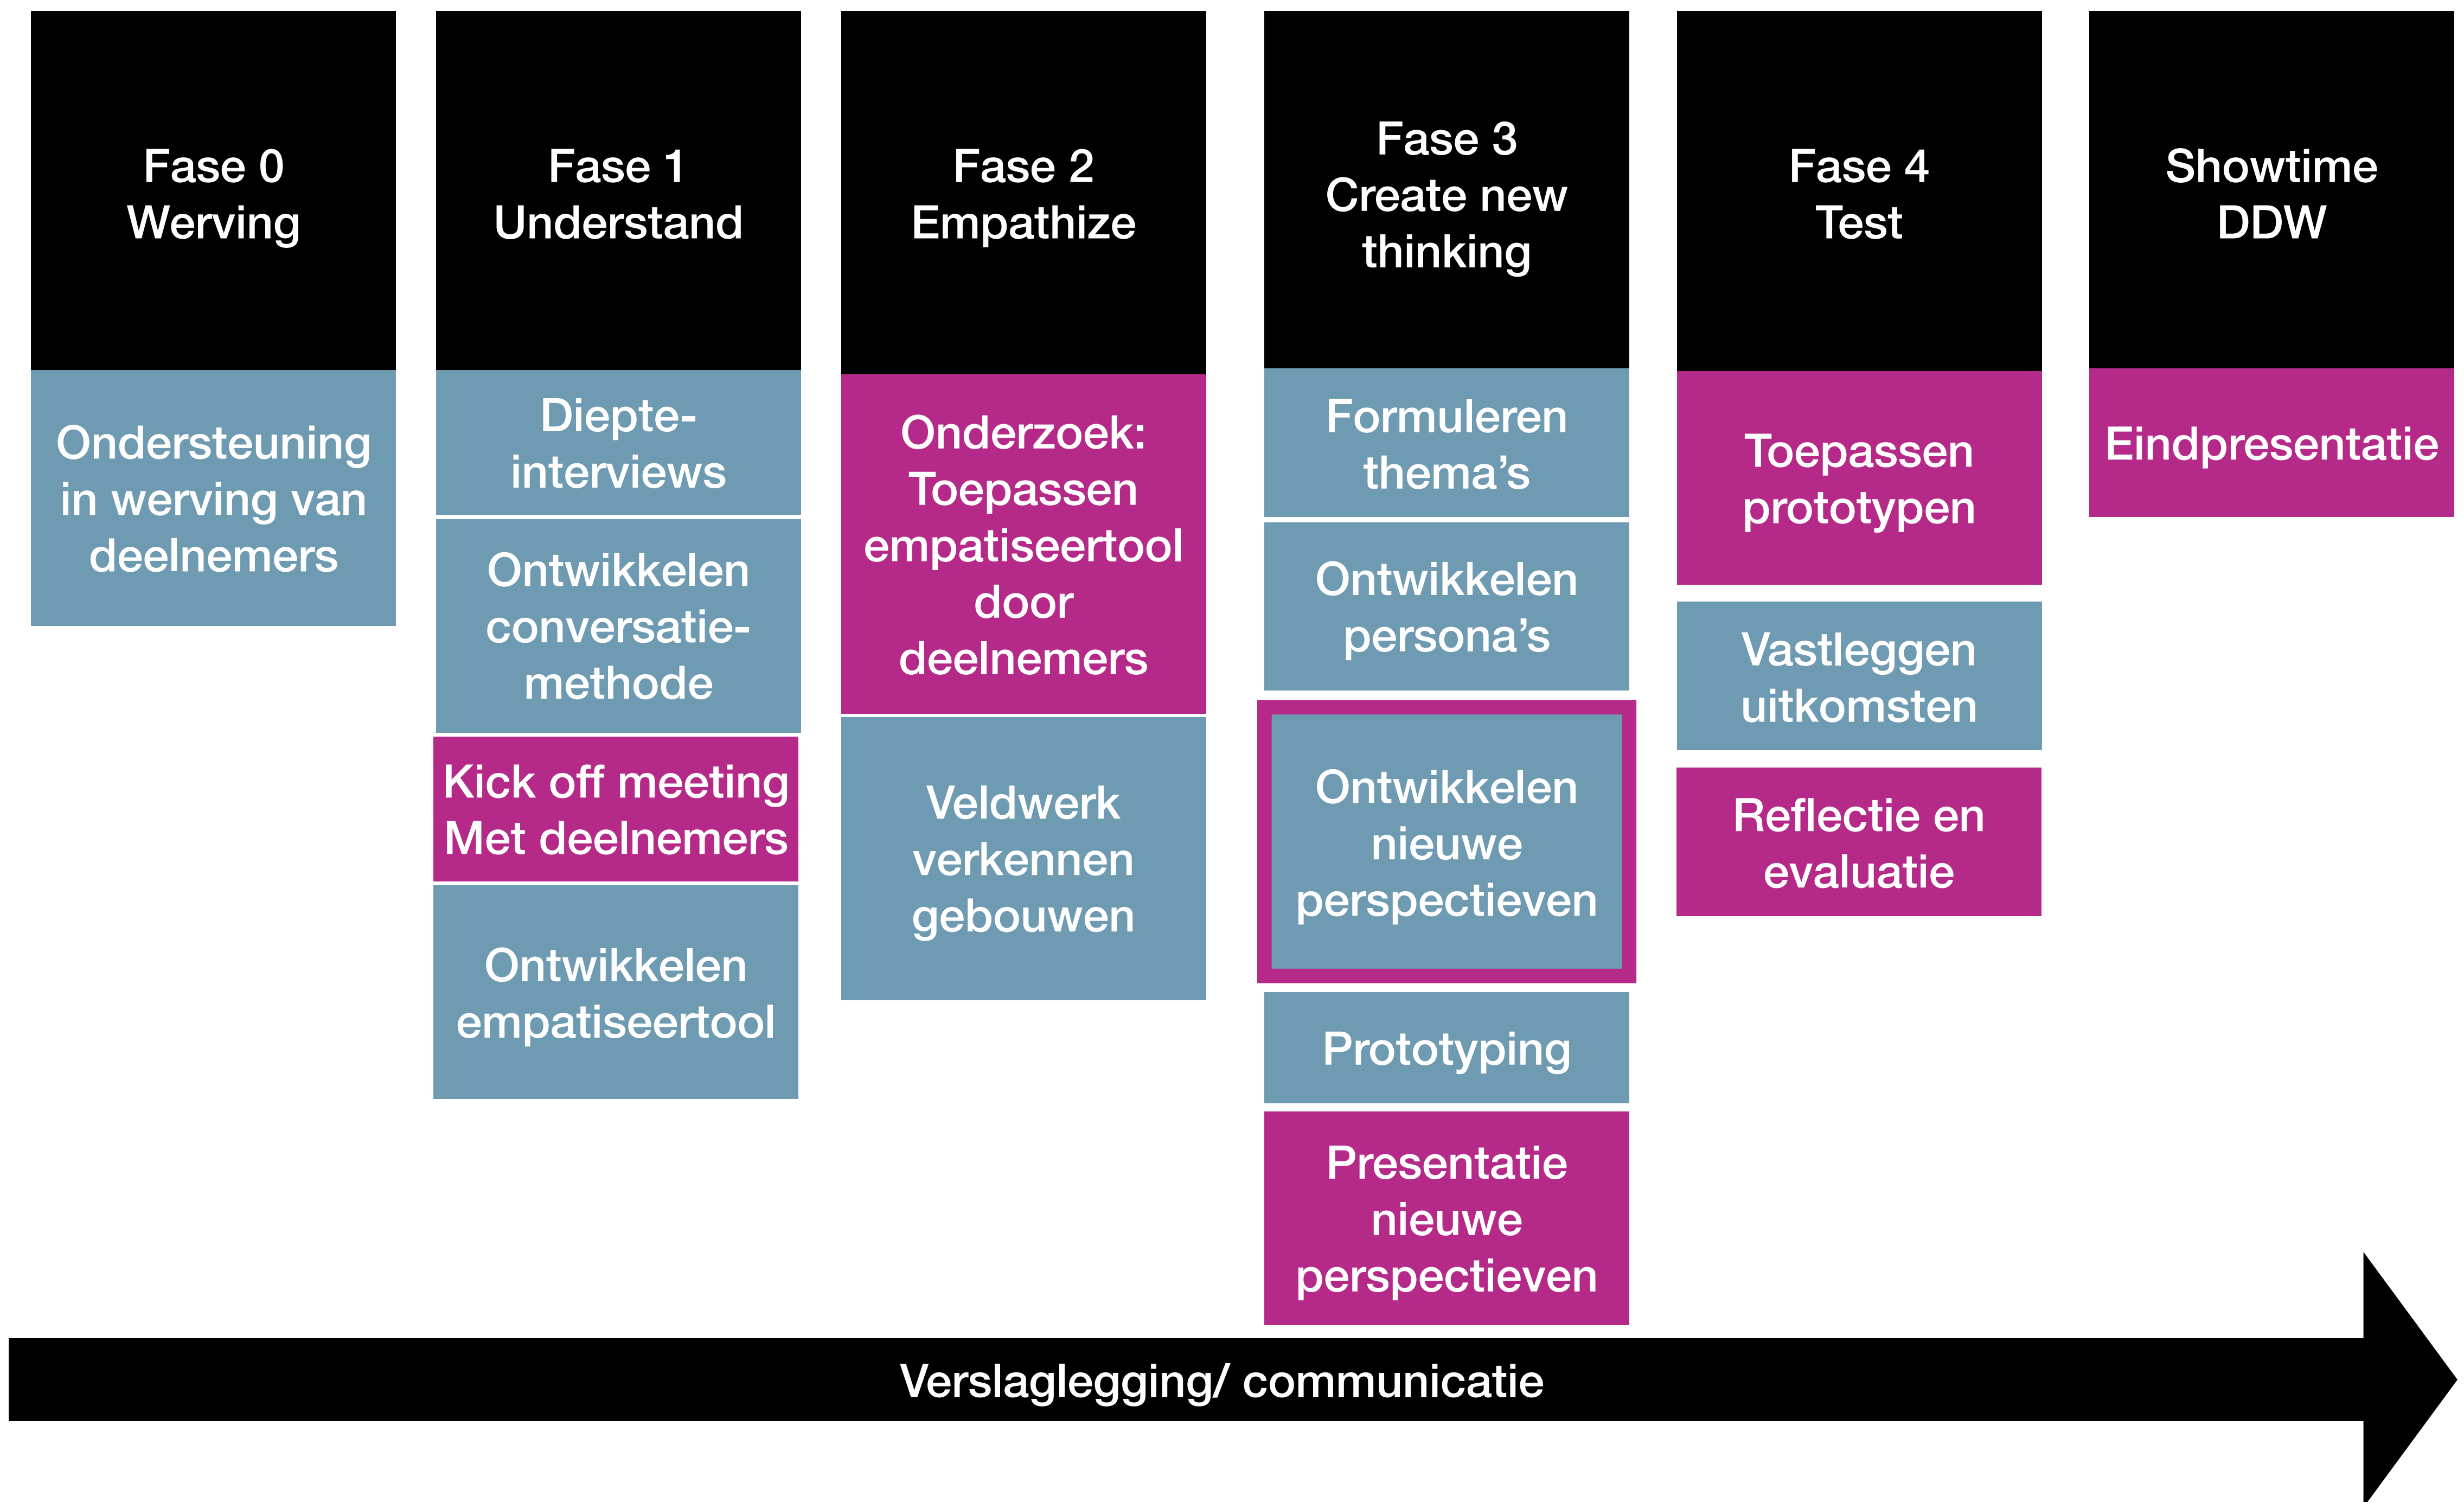 Fase 0
Werving
Ondersteuning
in werving van
deelnemers
Fase 1
Understand
Diepte-
interviews
Ontwikkelen
conversatie-
methode
Kick off meeting
Met deelnemers
Ontwikkelen
empatiseertool
Fase 2
Empathize
Onderzoek:
Toepassen
empatiseertool
door
deelnemers
Veldwerk
verkennen
gebouwen
Fase 3
Create new
thinking
Formuleren
thema’s
Ontwikkelen
persona’s
Ontwikkelen
nieuwe
perspectieven
Prototyping
Presentatie
nieuwe
perspectieven
Fase 4
Test
Toepassen
prototypen
Vastleggen
uitkomsten
Reflectie en
evaluatie
Showtime
DDW
Eindpresentatie
Verslaglegging/ communicatie